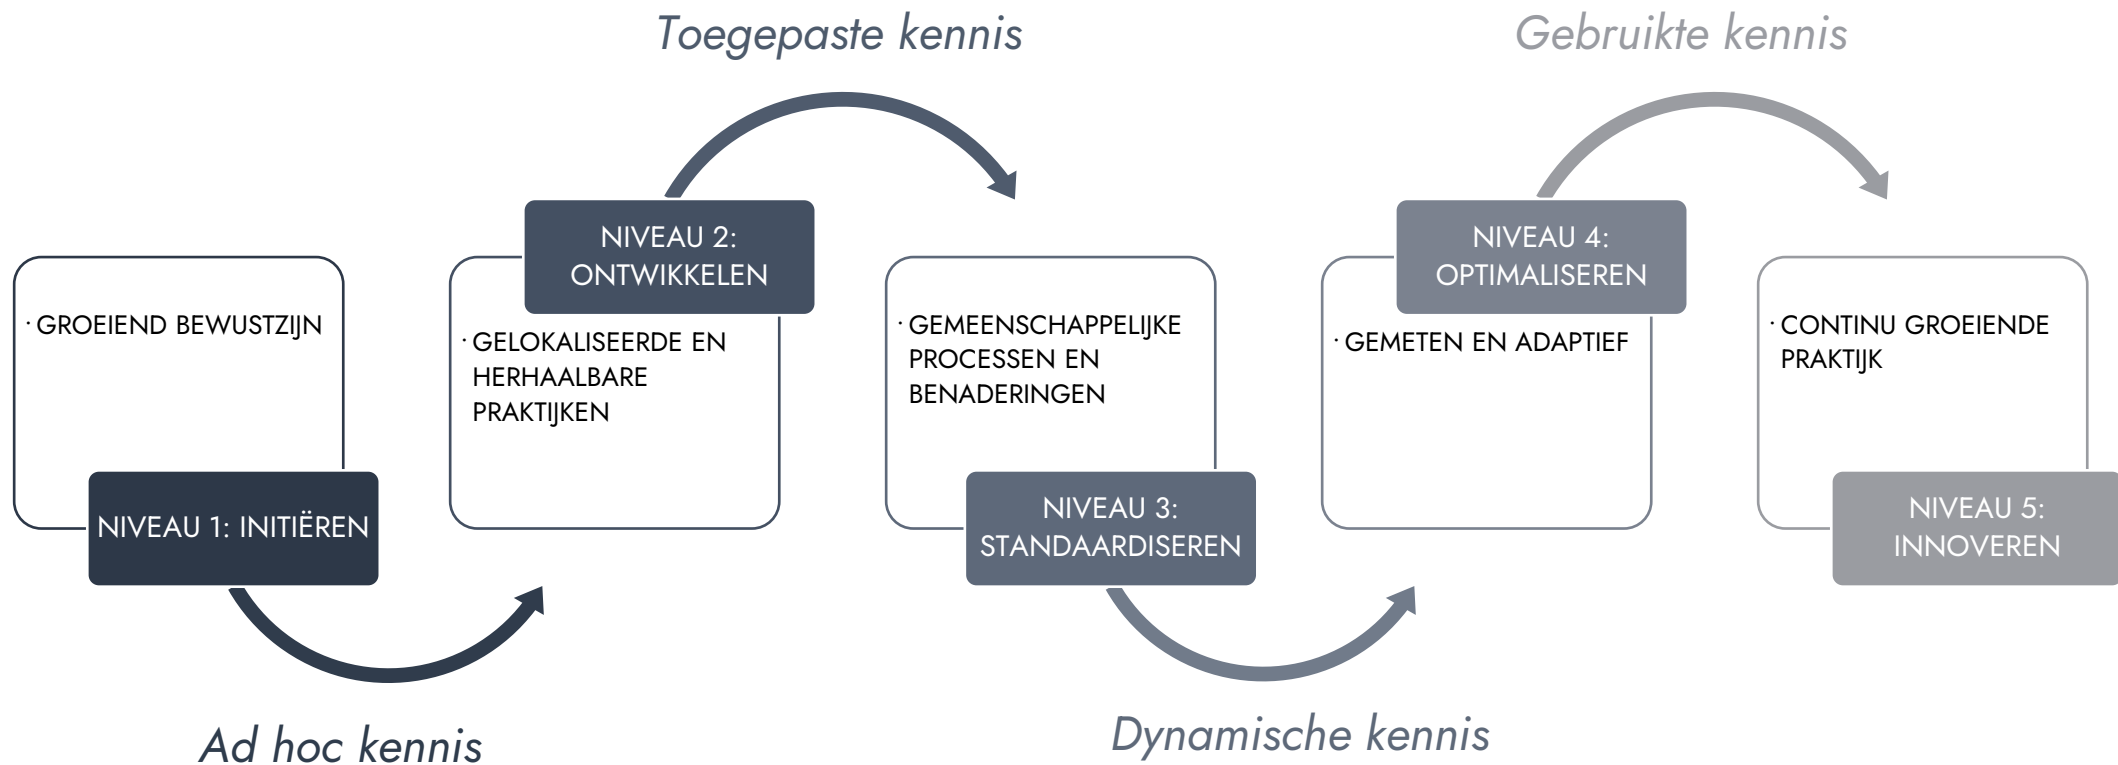 Toegepaste kennis
Gebruikte kennis
· GROEIEND BEWUSTZIJN
NIVEAU 1: INITIËREN
NIVEAU 2:
ONTWIKKELEN
· GELOKALISEERDE EN
HERHAALBARE
PRAKTIJKEN
· GEMEENSCHAPPELIJKE
PROCESSEN EN
BENADERINGEN
NIVEAU 3:
STANDAARDISEREN
NIVEAU 4:
OPTIMALISEREN
· GEMETEN EN ADAPTIEF
· CONTINU GROEIENDE
PRAKTIJK
NIVEAU 5:
INNOVEREN
Ad hoc kennis
Dynamische kennis